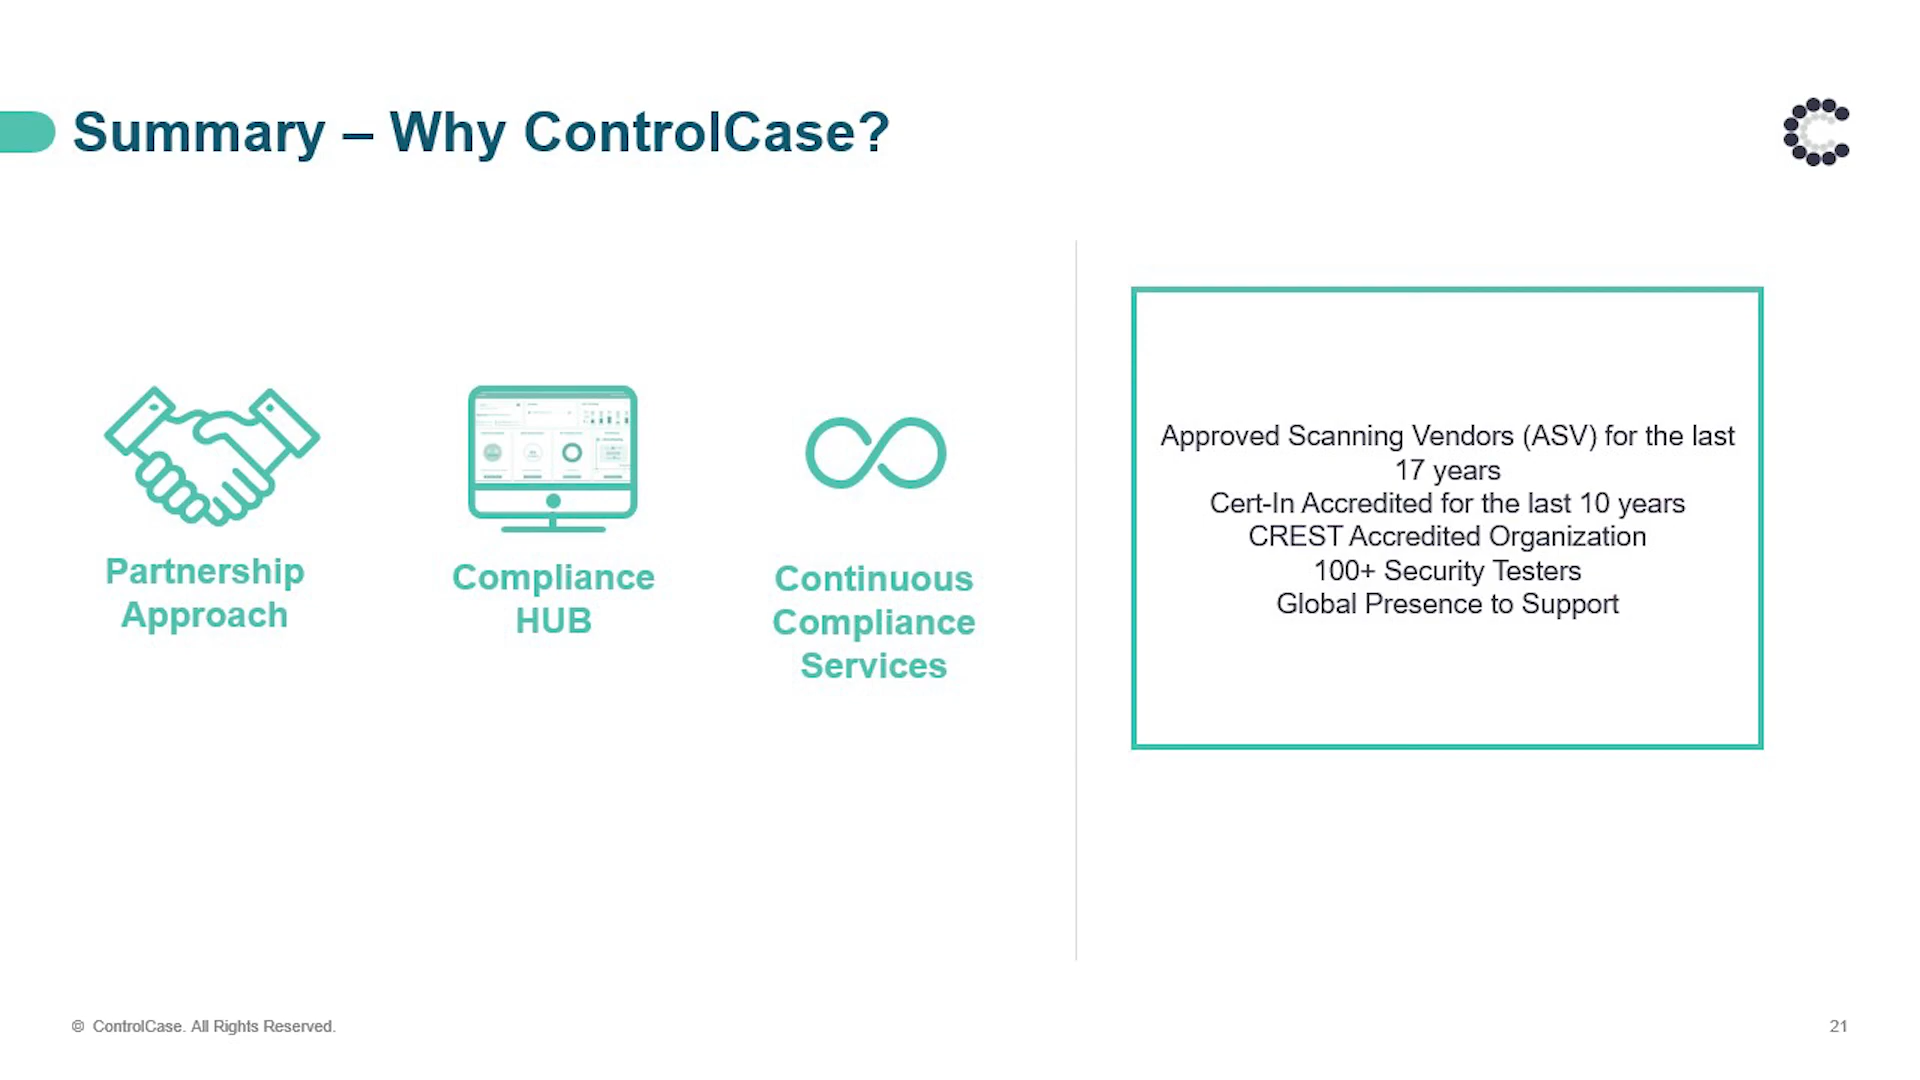 Summary – Why ControlCase?
Partnership
Approach
Compliance
HUB
Continuous
Compliance
Services
Approved Scanning Vendors (ASV) for the last
17 years
Cert-In Accredited for the last 10 years
CREST Accredited Organization
100+ Security Testers
Global Presence to Support
© ControlCase. All Rights Reserved.
21